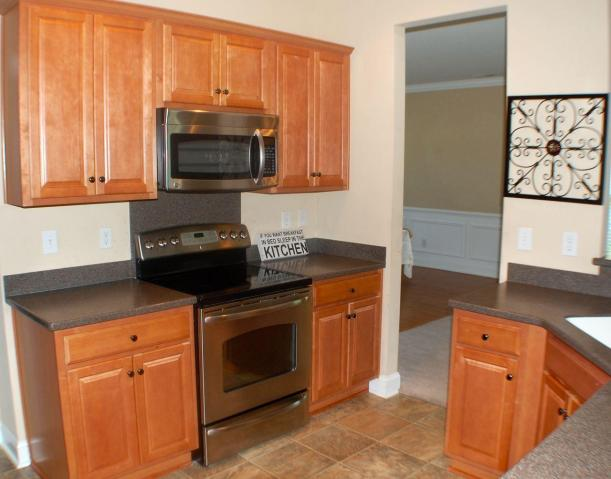 IF YOU WANT BREAKFAST
IN BED SLEEP IN THE
KITCHEN